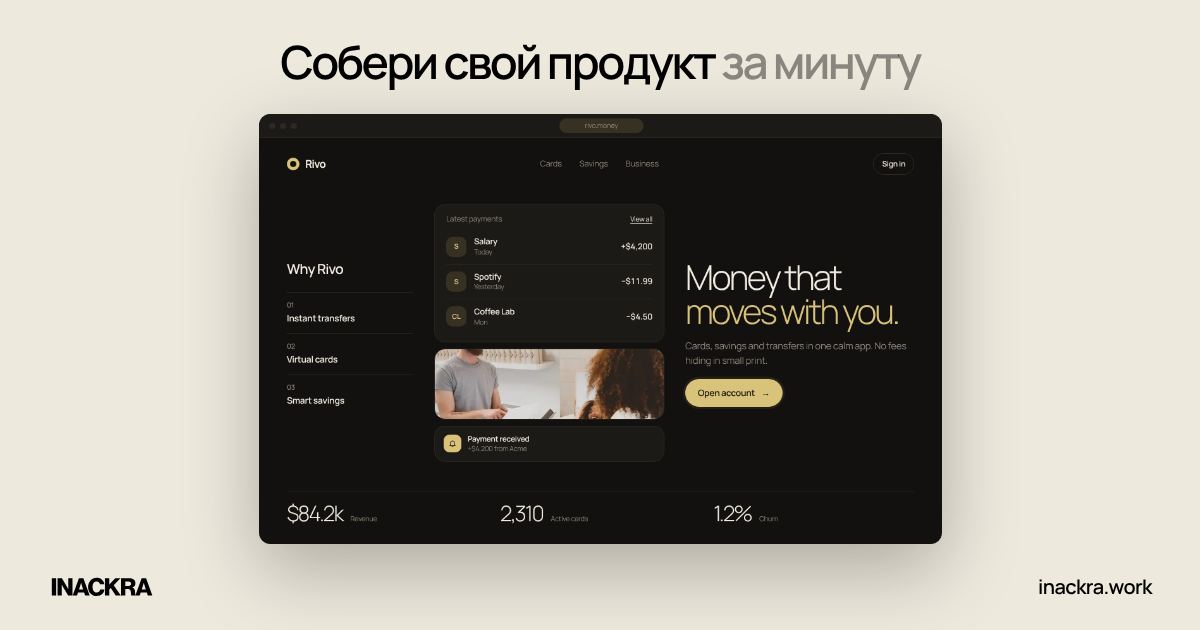 Собери свой продукт за минуту
rivo.money
Rivo
Cards
Savings
Business
Sign in
Why Rivo
01
Instant transfers
02
Virtual cards
03
Smart savings
Latest payments
View all
S
Salary
Today
+$4,200
S
Spotify
Yesterday
−$11.99
CL
Coffee Lab
Mon
−$4.50
Payment received
+$4,200 from Acme
Money that
moves with you.
Cards, savings and transfers in one calm app. No fees
hiding in small print.
Open account →
$84.2k Revenue
2,310 Active cards
1.2% Churn
INACKRA
inackra.work